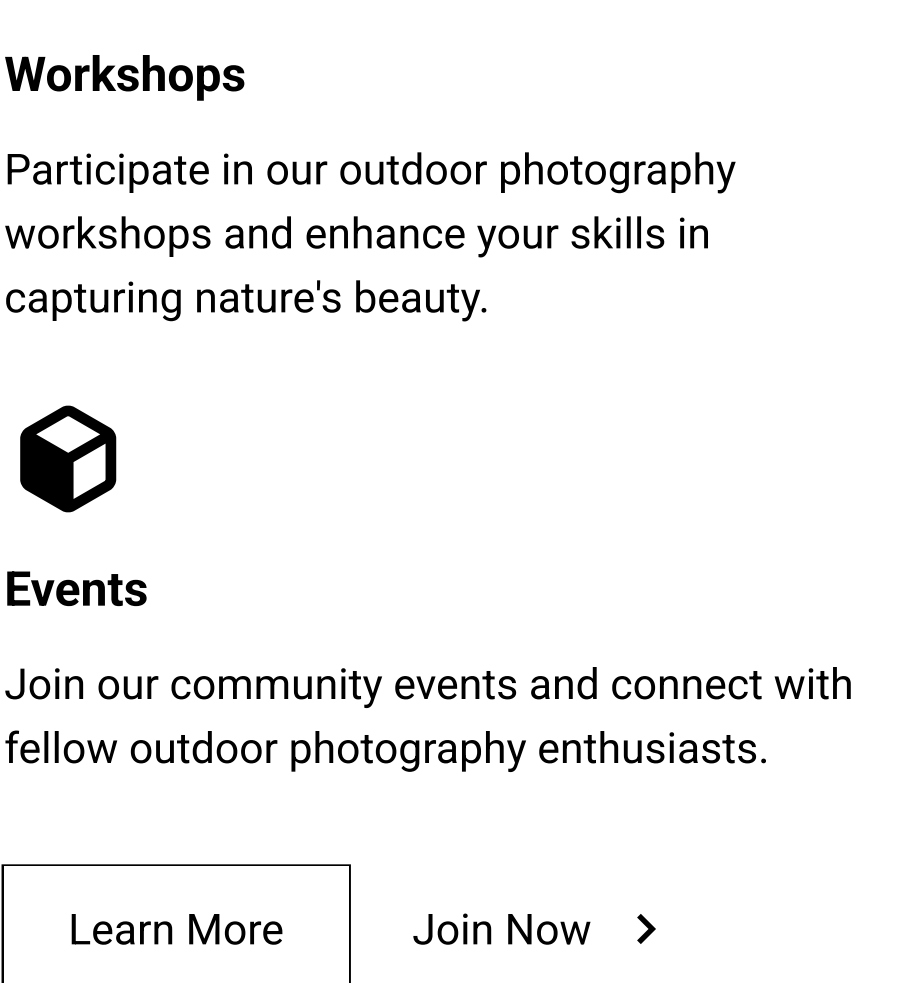 Workshops
Participate in our outdoor photography
workshops and enhance your skills in
capturing nature's beauty.
Events
Join our community events and connect with
fellow outdoor photography enthusiasts.
Learn More
Join Now